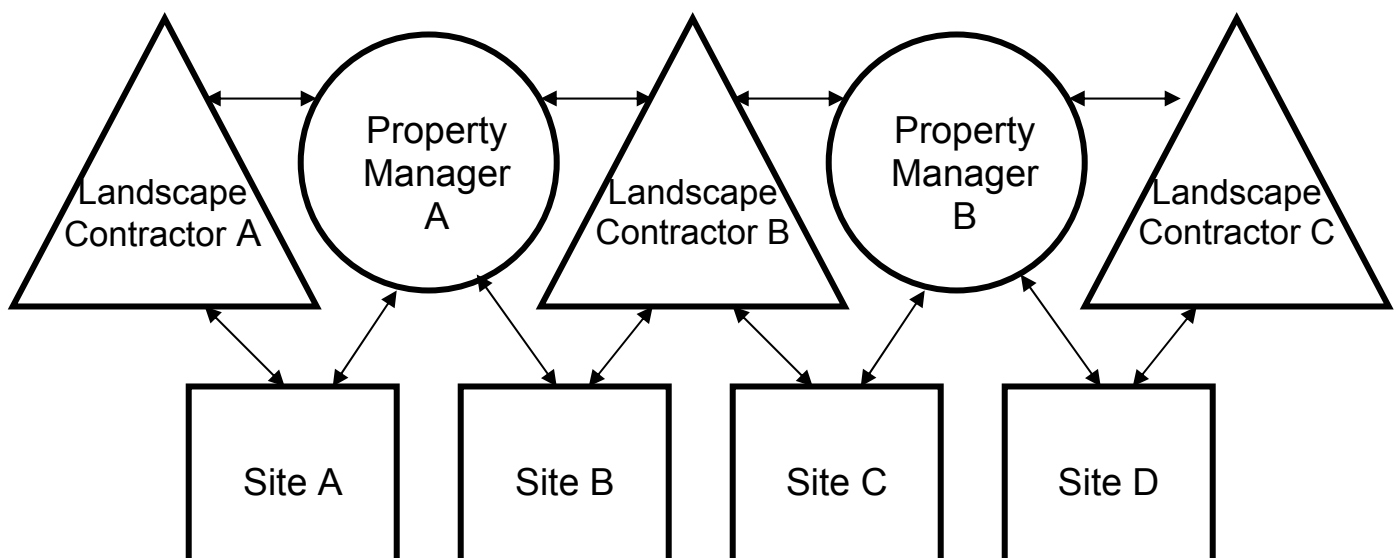 Landscape
Contractor A
Property
Manager
A
Landscape
Contractor B
Property
Manager
B
Landscape
Contractor C
Site A
Site B
Site C
Site D